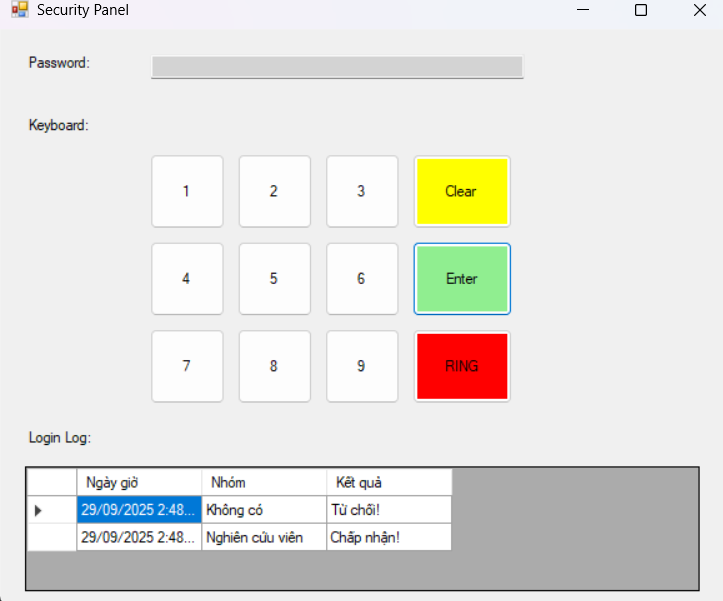 Security Panel
Password:
Keyboard:
1 2 3 Clear
4 5 6 Enter
7 8 9 RING
Login Log:
Ngày giờ Nhóm Kết quả
29/09/2025 2:48... Không có Từ chối!
29/09/2025 2:48... Nghiên cứu viên Chấp nhận!